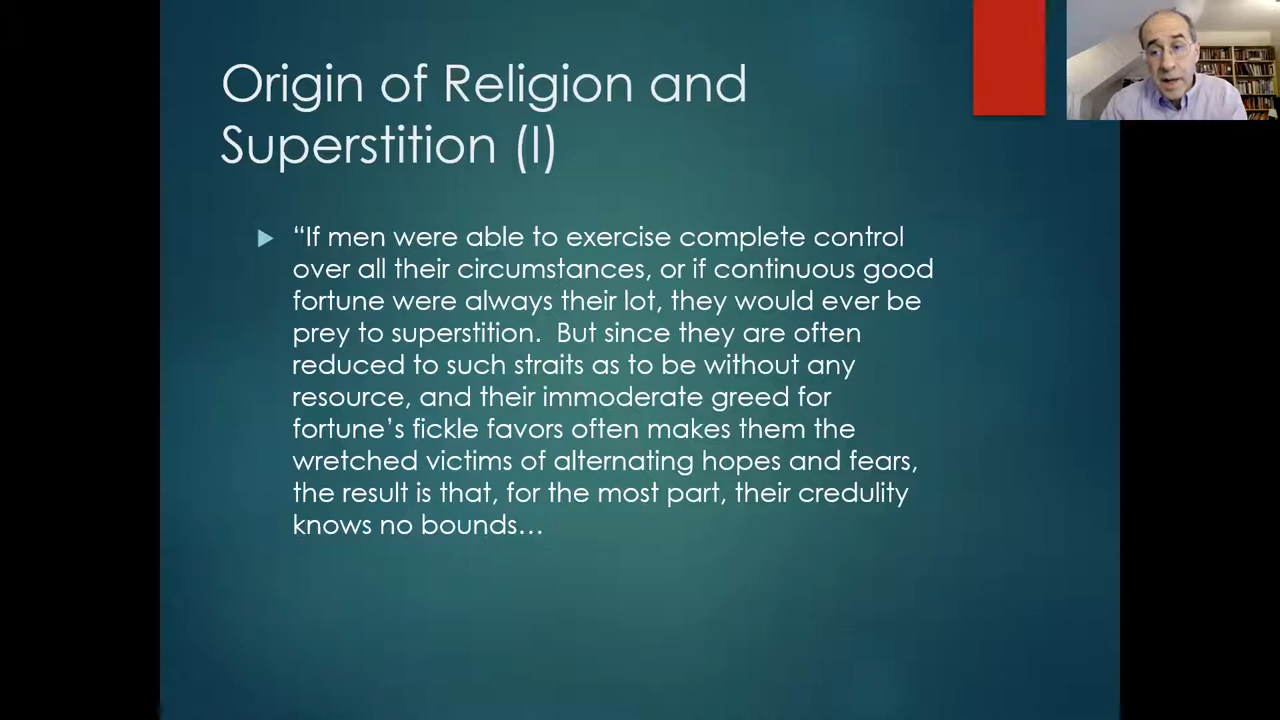 Origin of Religion and
Superstition (I)
“If men were able to exercise complete control
over all their circumstances, or if continuous good
fortune were always their lot, they would ever be
prey to superstition.  But since they are often
reduced to such straits as to be without any
resource, and their immoderate greed for
fortune’s fickle favors often makes them the
wretched victims of alternating hopes and fears,
the result is that, for the most part, their credulity
knows no bounds…